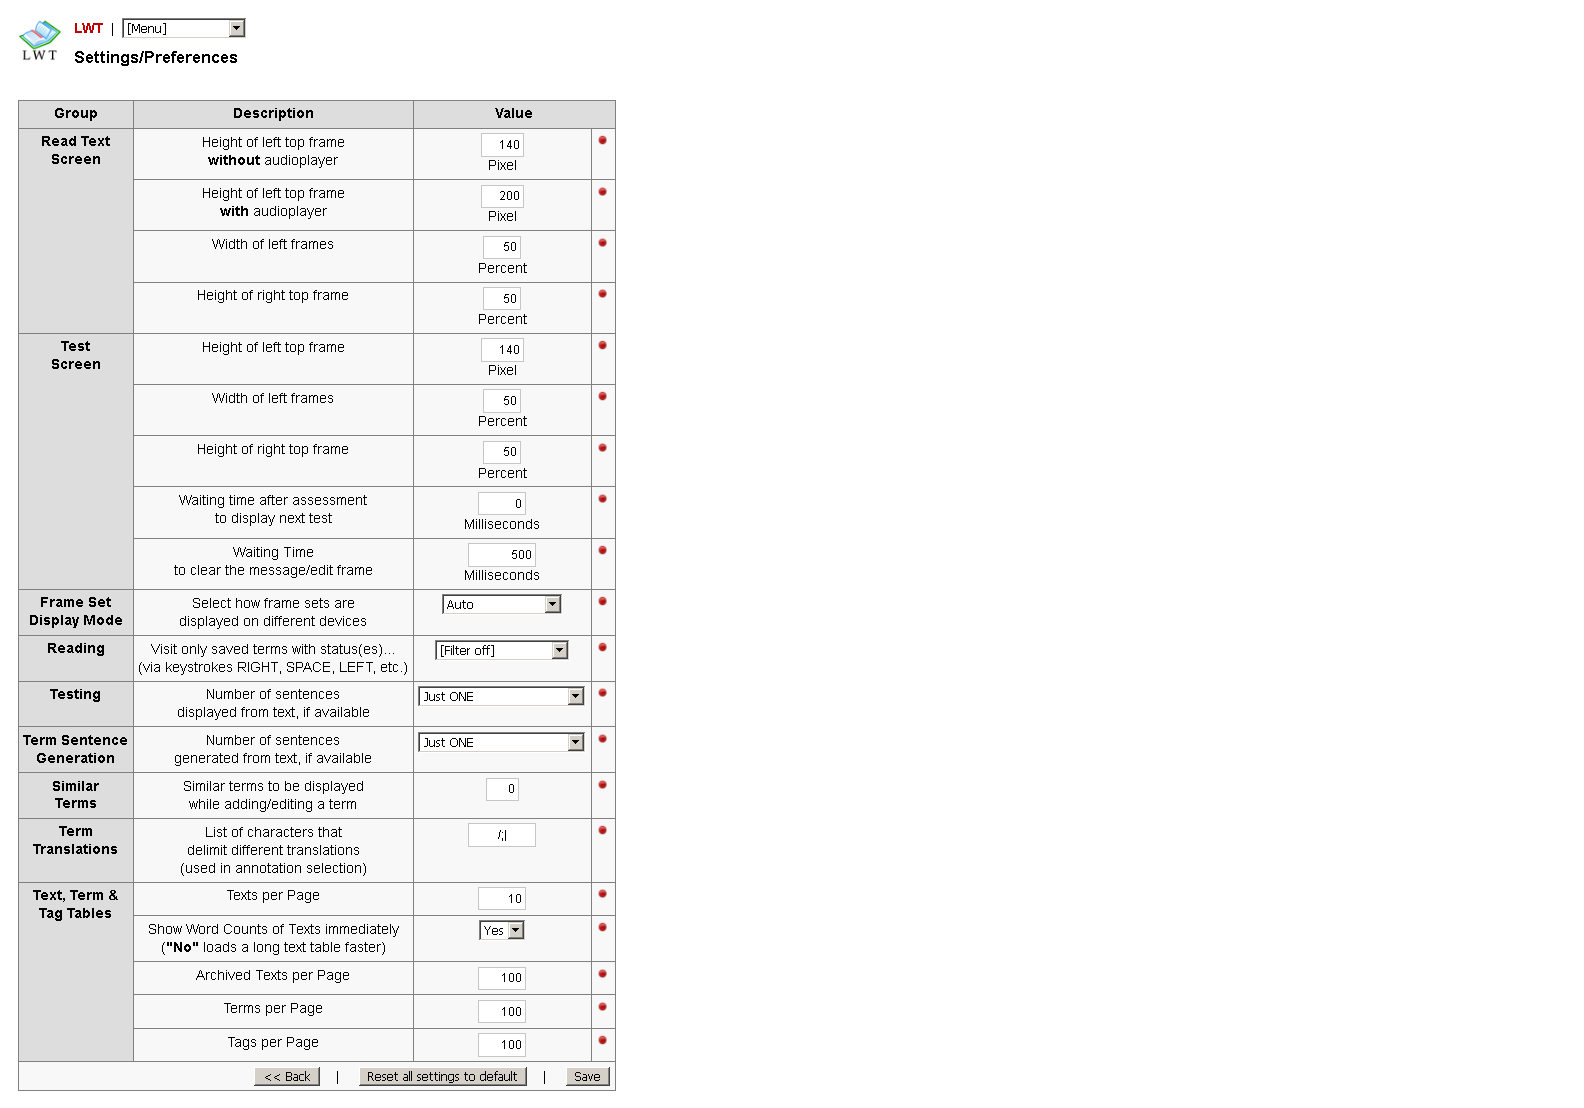 LWT | [Menu]
LWT
Settings/Preferences
Group Description Value
Read Text
Screen
Height of left top frame
without audioplayer
140
Pixel
Height of left top frame
with audioplayer
200
Pixel
Width of left frames
50
Percent
Height of right top frame
50
Percent
Test
Screen
Height of left top frame
140
Pixel
Width of left frames
50
Percent
Height of right top frame
50
Percent
Waiting time after assessment
to display next test
0
Milliseconds
Waiting Time
to clear the message/edit frame
500
Milliseconds
Frame Set
Display Mode
Select how frame sets are
displayed on different devices
Auto
Reading
Visit only saved terms with status(es)...
(via keystrokes RIGHT, SPACE, LEFT, etc.)
[Filter off]
Testing
Number of sentences
displayed from text, if available
Just ONE
Term Sentence
Generation
Number of sentences
generated from text, if available
Just ONE
Similar
Terms
Similar terms to be displayed
while adding/editing a term
0
Term
Translations
List of characters that
delimit different translations
(used in annotation selection)
/;|
Text, Term &
Tag Tables
Texts per Page
10
Show Word Counts of Texts immediately
("No" loads a long text table faster)
Yes
Archived Texts per Page
100
Terms per Page
100
Tags per Page
100
<< Back | Reset all settings to default | Save